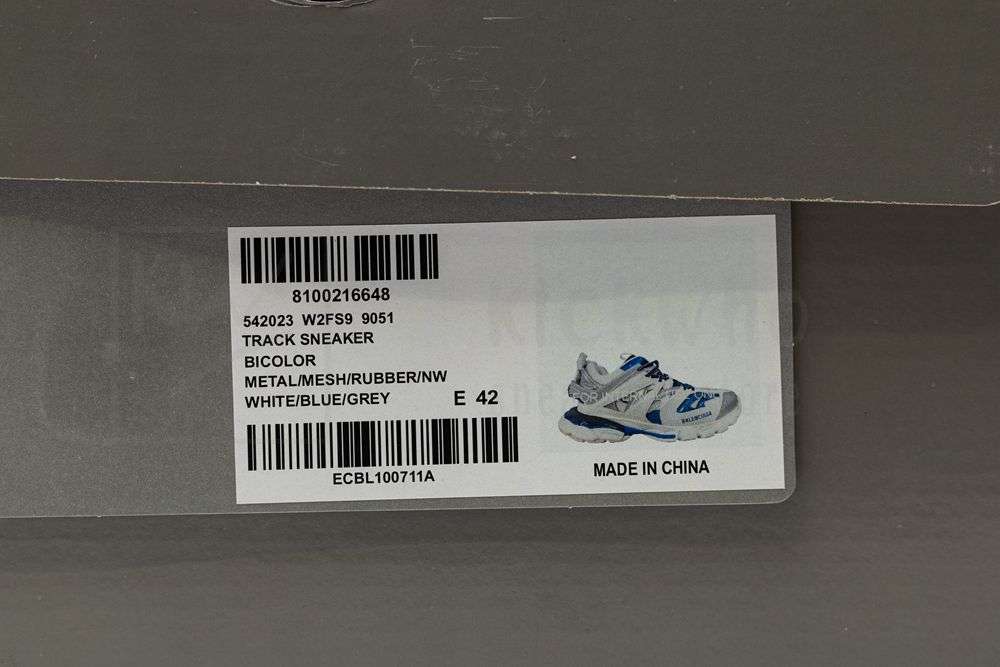 8100216648
542023 W2FS9 9051
TRACK SNEAKER
BICOLOR
METAL/MESH/RUBBER/NW
WHITE/BLUE/GREY E 42
ECBL100711A
BALENCIAGA
MADE IN CHINA